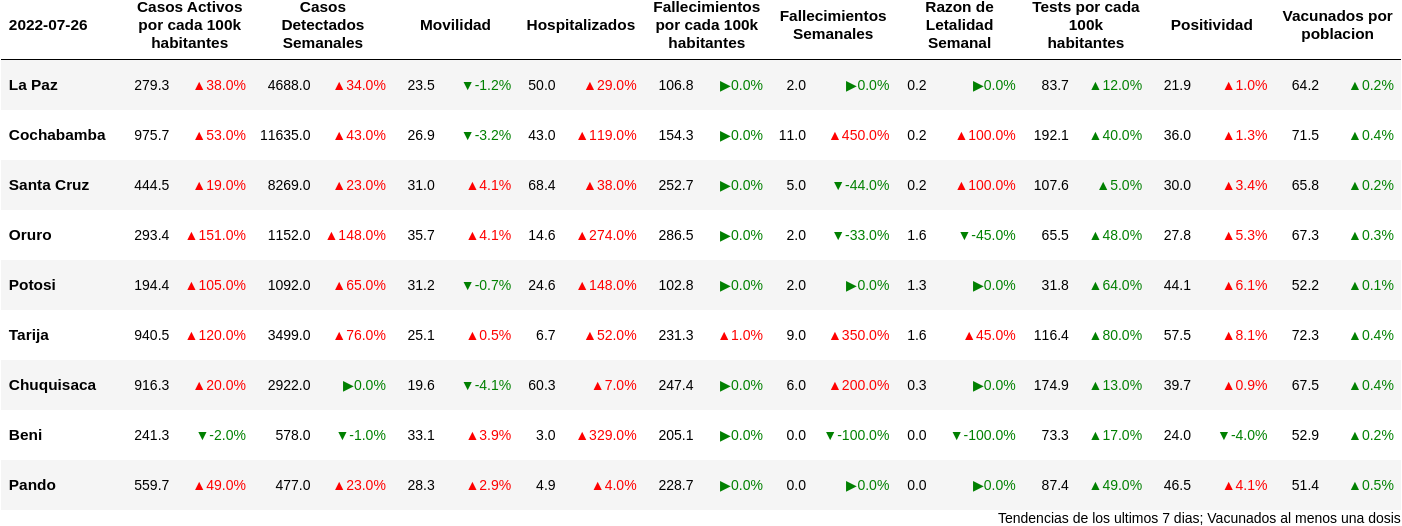 2022-07-26 Casos Activos por cada 100k habitantes Casos Detectados Semanales Movilidad Hospitalizados Fallecimientos por cada 100k habitantes Fallecimientos Semanales Razon de Letalidad Semanal Tests por cada 100k habitantes Positividad Vacunados por poblacion
La Paz 279.3 ▲38.0% 4688.0 ▲34.0% 23.5 ▼-1.2% 50.0 ▲29.0% 106.8 ▶0.0% 2.0 ▶0.0% 0.2 ▶0.0% 83.7 ▲12.0% 21.9 ▲1.0% 64.2 ▲0.2%
Cochabamba 975.7 ▲53.0% 11635.0 ▲43.0% 26.9 ▼-3.2% 43.0 ▲119.0% 154.3 ▶0.0% 11.0 ▲450.0% 0.2 ▲100.0% 192.1 ▲40.0% 36.0 ▲1.3% 71.5 ▲0.4%
Santa Cruz 444.5 ▲19.0% 8269.0 ▲23.0% 31.0 ▲4.1% 68.4 ▲38.0% 252.7 ▶0.0% 5.0 ▼-44.0% 0.2 ▲100.0% 107.6 ▲5.0% 30.0 ▲3.4% 65.8 ▲0.2%
Oruro 293.4 ▲151.0% 1152.0 ▲148.0% 35.7 ▲4.1% 14.6 ▲274.0% 286.5 ▶0.0% 2.0 ▼-33.0% 1.6 ▼-45.0% 65.5 ▲48.0% 27.8 ▲5.3% 67.3 ▲0.3%
Potosi 194.4 ▲105.0% 1092.0 ▲65.0% 31.2 ▼-0.7% 24.6 ▲148.0% 102.8 ▶0.0% 2.0 ▶0.0% 1.3 ▶0.0% 31.8 ▲64.0% 44.1 ▲6.1% 52.2 ▲0.1%
Tarija 940.5 ▲120.0% 3499.0 ▲76.0% 25.1 ▲0.5% 6.7 ▲52.0% 231.3 ▲1.0% 9.0 ▲350.0% 1.6 ▲45.0% 116.4 ▲80.0% 57.5 ▲8.1% 72.3 ▲0.4%
Chuquisaca 916.3 ▲20.0% 2922.0 ▶0.0% 19.6 ▼-4.1% 60.3 ▲7.0% 247.4 ▶0.0% 6.0 ▲200.0% 0.3 ▶0.0% 174.9 ▲13.0% 39.7 ▲0.9% 67.5 ▲0.4%
Beni 241.3 ▼-2.0% 578.0 ▼-1.0% 33.1 ▲3.9% 3.0 ▲329.0% 205.1 ▶0.0% 0.0 ▼-100.0% 0.0 ▼-100.0% 73.3 ▲17.0% 24.0 ▼-4.0% 52.9 ▲0.2%
Pando 559.7 ▲49.0% 477.0 ▲23.0% 28.3 ▲2.9% 4.9 ▲4.0% 228.7 ▶0.0% 0.0 ▶0.0% 0.0 ▶0.0% 87.4 ▲49.0% 46.5 ▲4.1% 51.4 ▲0.5%
Tendencias de los ultimos 7 dias; Vacunados al menos una dosis